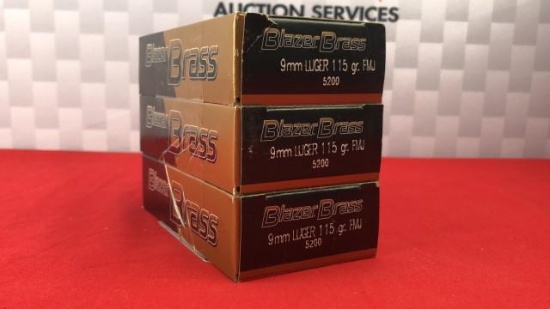 AUCTION SERVICES
Blazer Brass
Blazer Brass
9mm LUGER 115 gr. FMJ
5200
Blazer Brass
Blazer Brass
9mm LUGER 115 gr. FMJ
5200
Blazer Brass
Blazer Brass
9mm LUGER 115 gr. FMJ
5200